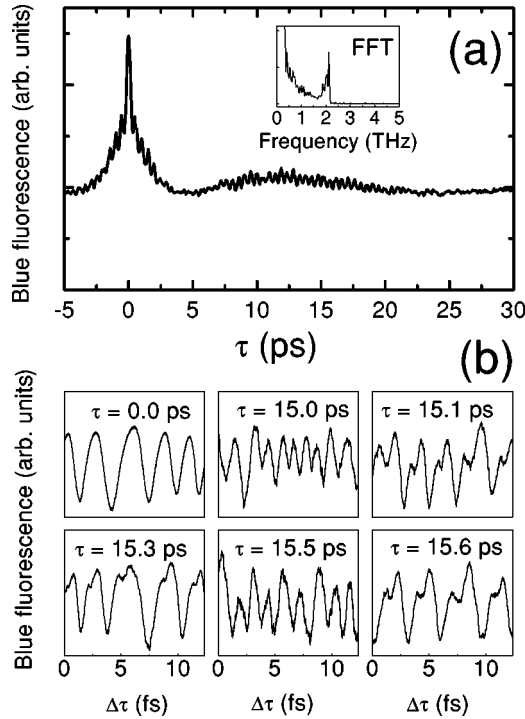 (a)
FFT
0 1 2 3 4 5
Frequency (THz)
Blue fluorescence (arb. units)
-5 0 5 10 15 20 25 30
τ (ps)
(b)
Blue fluorescence (arb. units)
τ = 0.0 ps
τ = 15.0 ps
τ = 15.1 ps
τ = 15.3 ps
τ = 15.5 ps
τ = 15.6 ps
0 5 10 0 5 10 0 5 10
Δτ (fs) Δτ (fs) Δτ (fs)